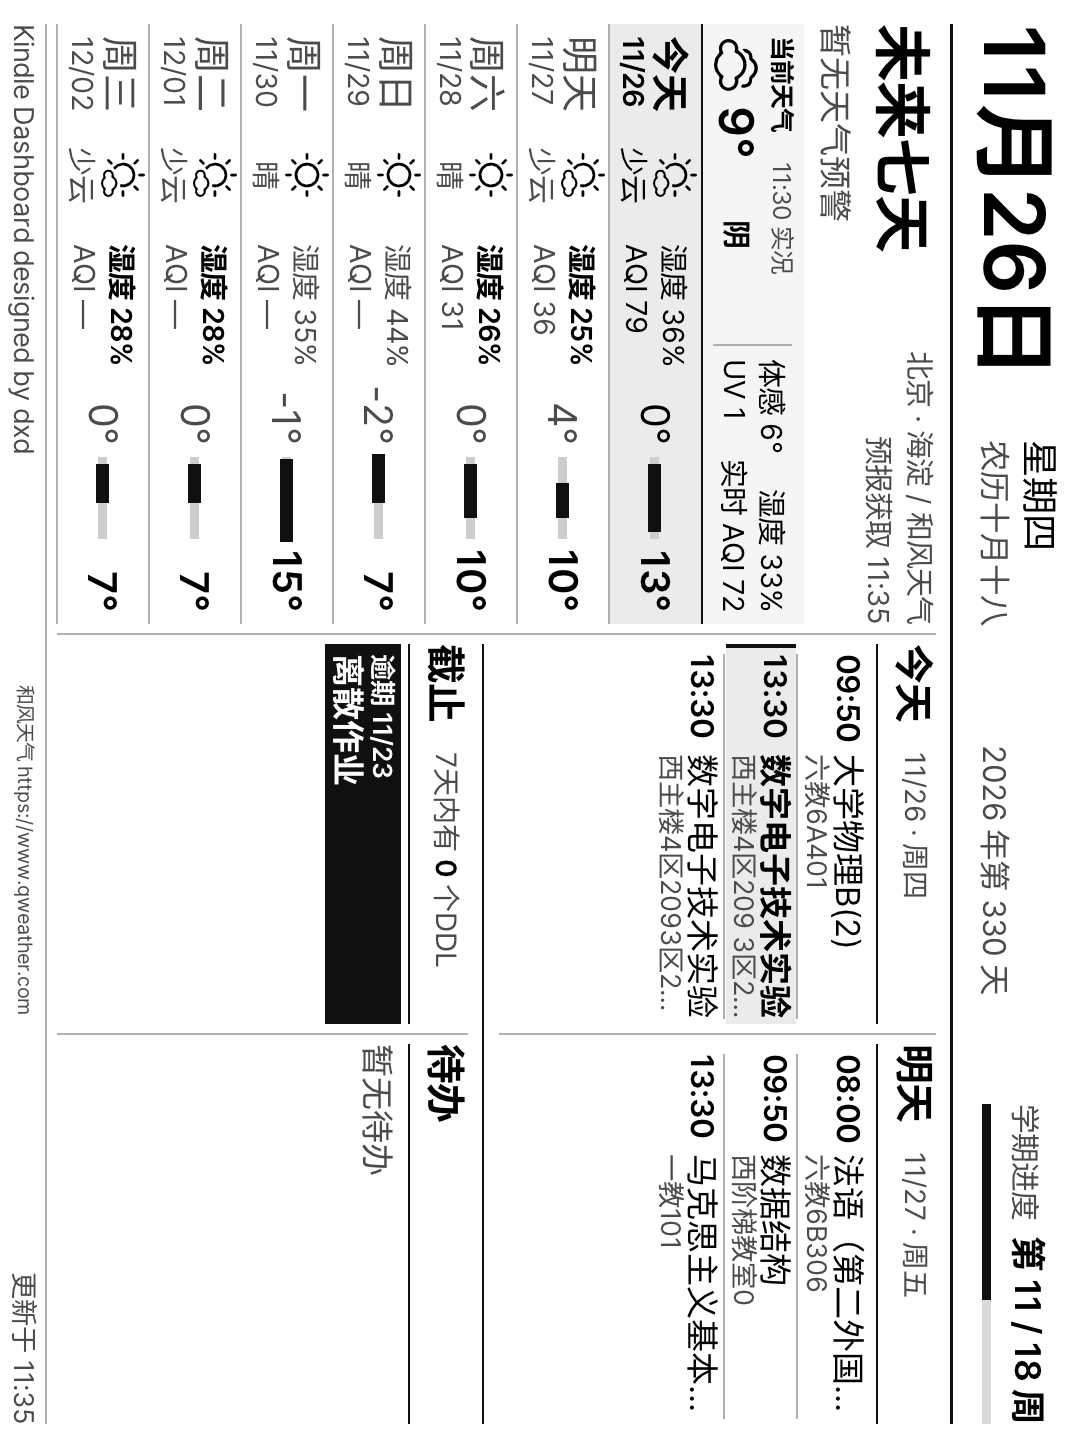 11月26日
星期四
农历十月十八
2026 年第 330 天
学期进度 第 11 / 18 周
未来七天
北京 · 海淀 / 和风天气
预报获取 11:35
暂无天气预警
当前天气 11:30 实况
9° 阴
体感 6° 湿度 33%
UV 1 实时 AQI 72
今天 湿度 36% 0° 13°
11/26 少云 AQI 79
明天 湿度 25% 4° 10°
11/27 少云 AQI 36
周六 湿度 26% 0° 10°
11/28 晴 AQI 31
周日 湿度 44% -2° 7°
11/29 晴 AQI —
周一 湿度 35% -1° 15°
11/30 晴 AQI —
周二 湿度 28% 0° 7°
12/01 少云 AQI —
周三 湿度 28% 0° 7°
12/02 少云 AQI —
今天 11/26 · 周四
09:50 大学物理B(2)
六教6A401
13:30 数字电子技术实验
西主楼4区209 3区2...
13:30 数字电子技术实验
西主楼4区2093区2...
明天 11/27 · 周五
08:00 法语（第二外国...
六教6B306
09:50 数据结构
西阶梯教室0
13:30 马克思主义基本...
一教101
截止 7天内有 0 个DDL
逾期 11/23
离散作业
待办
暂无待办
Kindle Dashboard designed by dxd
和风天气 https://www.qweather.com
更新于 11:35